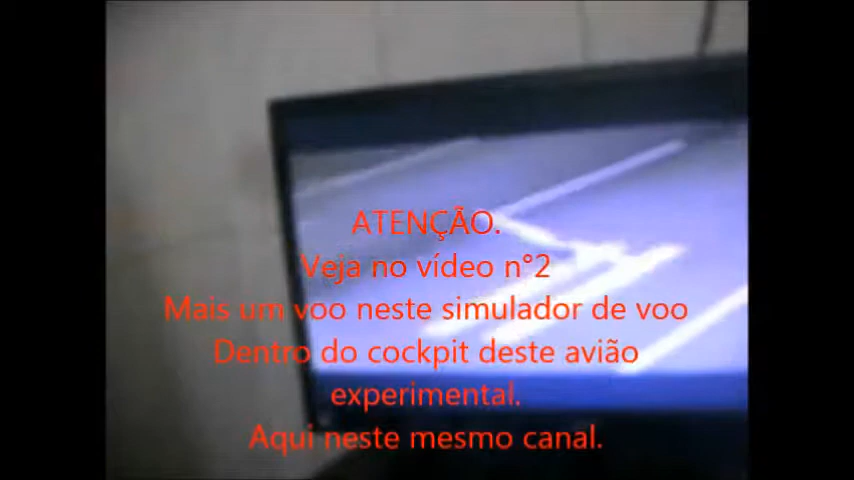 ATENÇÃO.
Veja no vídeo n°2
Mais um voo neste simulador de voo
Dentro do cockpit deste avião
experimental.
Aqui neste mesmo canal.